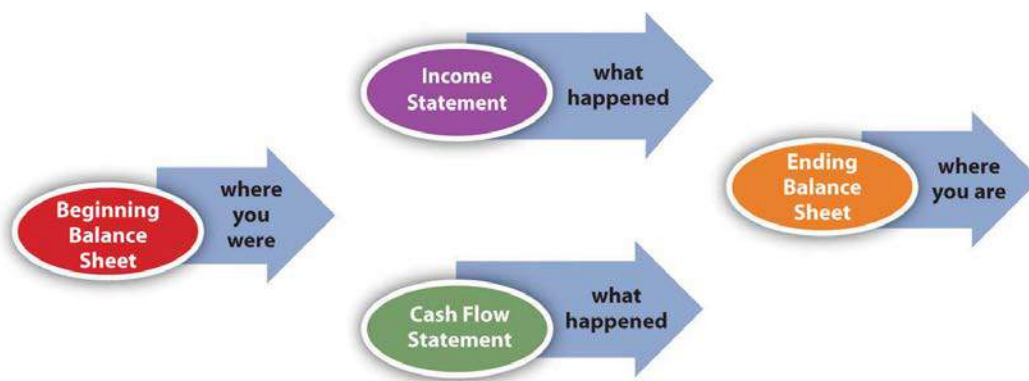 Beginning
Balance
Sheet
where
you
were
Income
Statement
what
happened
Cash Flow
Statement
what
happened
Ending
Balance
Sheet
where
you are